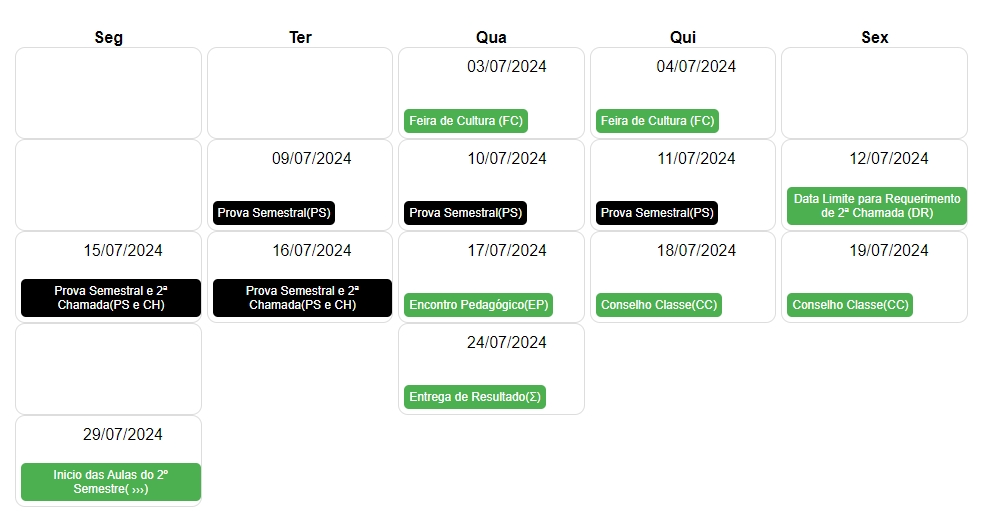 Seg Ter Qua Qui Sex
03/07/2024 04/07/2024
Feira de Cultura (FC) Feira de Cultura (FC)
09/07/2024 10/07/2024 11/07/2024 12/07/2024
Prova Semestral(PS) Prova Semestral(PS) Prova Semestral(PS) Data Limite para Requerimento
de 2ª Chamada (DR)
15/07/2024 16/07/2024 17/07/2024 18/07/2024 19/07/2024
Prova Semestral e 2ª Prova Semestral e 2ª
Chamada(PS e CH) Chamada(PS e CH) Encontro Pedagógico(EP) Conselho Classe(CC) Conselho Classe(CC)
24/07/2024
Entrega de Resultado(Σ)
29/07/2024
Inicio das Aulas do 2º
Semestre( ›››)